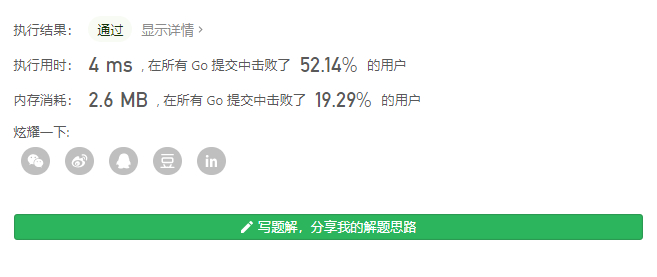 执行结果： 通过 显示详情 ›
执行用时： 4 ms , 在所有 Go 提交中击败了 52.14% 的用户
内存消耗： 2.6 MB , 在所有 Go 提交中击败了 19.29% 的用户
炫耀一下:
豆 in
写题解，分享我的解题思路